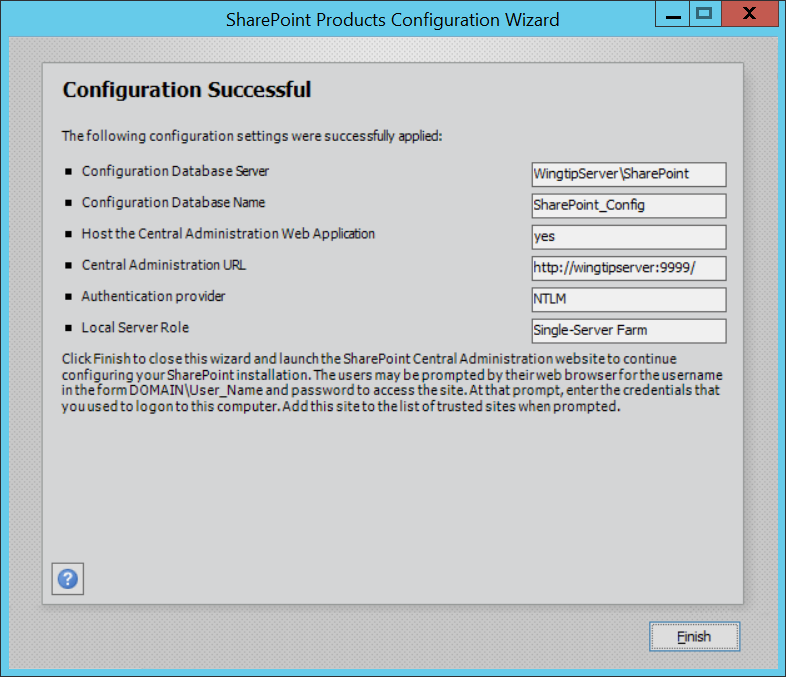 SharePoint Products Configuration Wizard
Configuration Successful
The following configuration settings were successfully applied:
Configuration Database Server WingtipServer\SharePoint
Configuration Database Name SharePoint_Config
Host the Central Administration Web Application yes
Central Administration URL http://wingtipserver:9999/
Authentication provider NTLM
Local Server Role Single-Server Farm
Click Finish to close this wizard and launch the SharePoint Central Administration website to continue
configuring your SharePoint installation. The users may be prompted by their web browser for the username
in the form DOMAIN\User_Name and password to access the site. At that prompt, enter the credentials that
you used to logon to this computer. Add this site to the list of trusted sites when prompted.
?
Finish